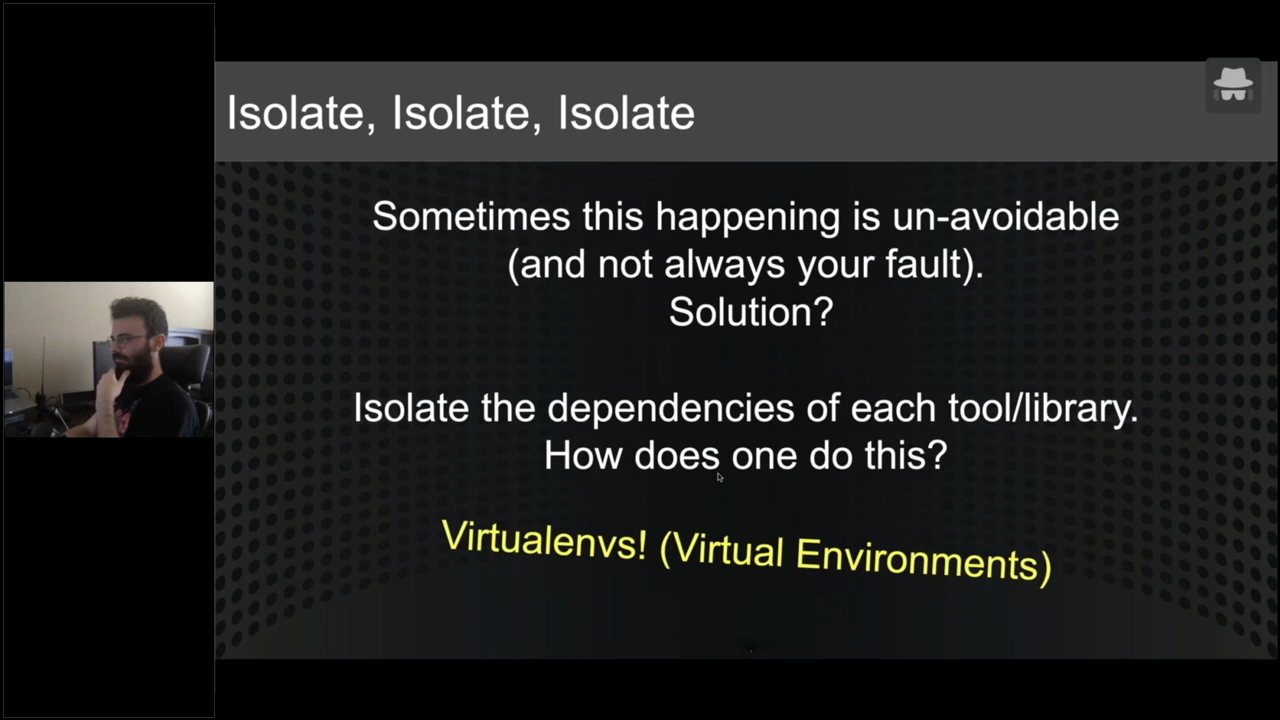 Isolate, Isolate, Isolate
Sometimes this happening is un-avoidable
(and not always your fault).
Solution?
Isolate the dependencies of each tool/library.
How does one do this?
Virtualenvs! (Virtual Environments)